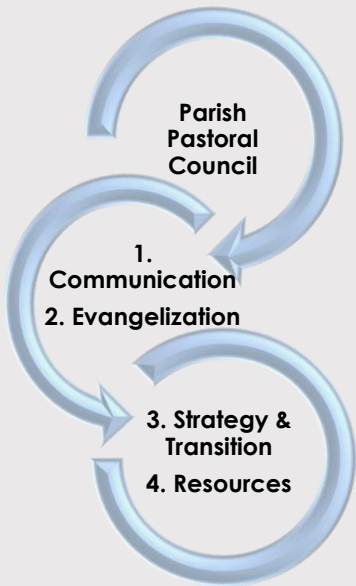 Parish
Pastoral
Council
1.
Communication
2. Evangelization
3. Strategy &
Transition
4. Resources